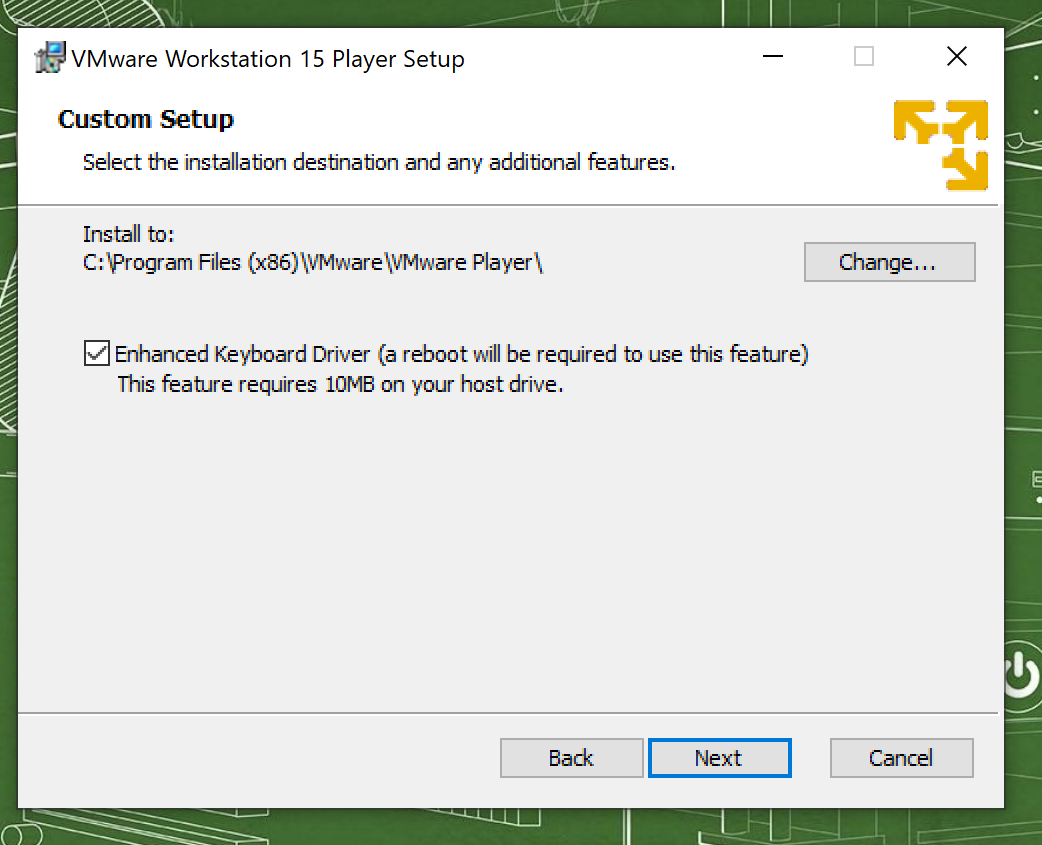 VMware Workstation 15 Player Setup
Custom Setup
Select the installation destination and any additional features.
Install to:
C:\Program Files (x86)\VMware\VMware Player\
Change...
Enhanced Keyboard Driver (a reboot will be required to use this feature)
This feature requires 10MB on your host drive.
Back
Next
Cancel